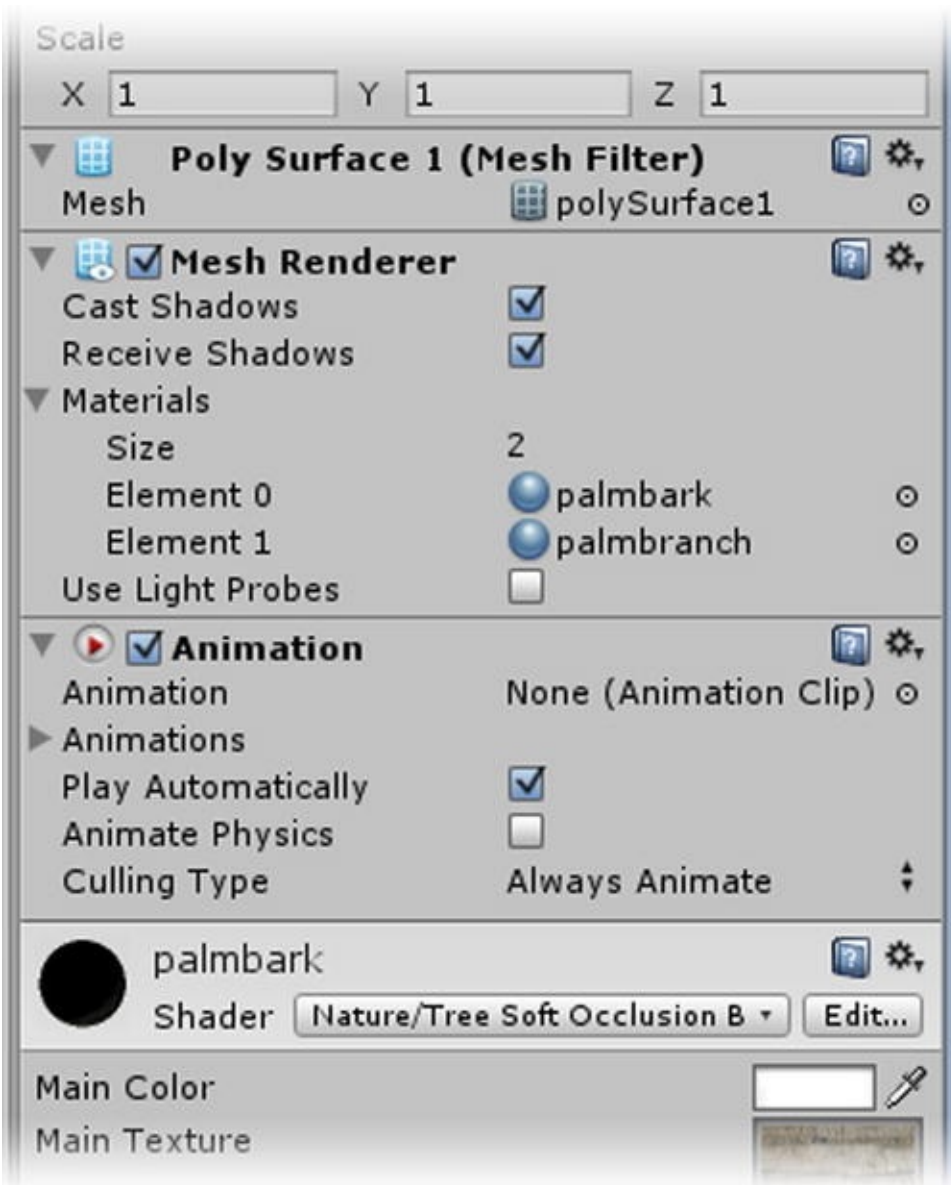 Scale
X 1 Y 1 Z 1
Poly Surface 1 (Mesh Filter)
Mesh polySurface1
Mesh Renderer
Cast Shadows
Receive Shadows
Materials
Size 2
Element 0 palmbark
Element 1 palmbranch
Use Light Probes
Animation
Animation None (Animation Clip)
Animations
Play Automatically
Animate Physics
Culling Type Always Animate
palmbark
Shader Nature/Tree Soft Occlusion B Edit...
Main Color
Main Texture